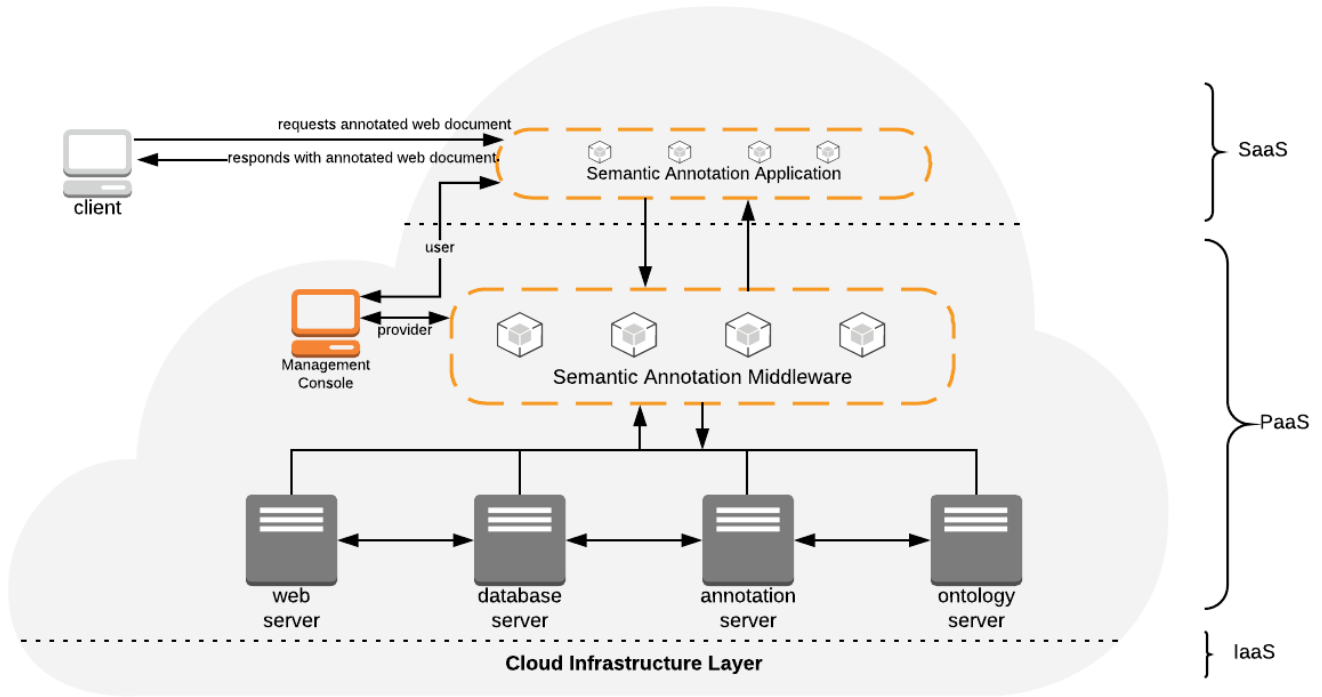 requests annotated web document
responds with annotated web document
SaaS
Semantic Annotation Application
client
user
provider
Management
Console
Semantic Annotation Middleware
PaaS
web
server
database
server
annotation
server
ontology
server
Cloud Infrastructure Layer
IaaS